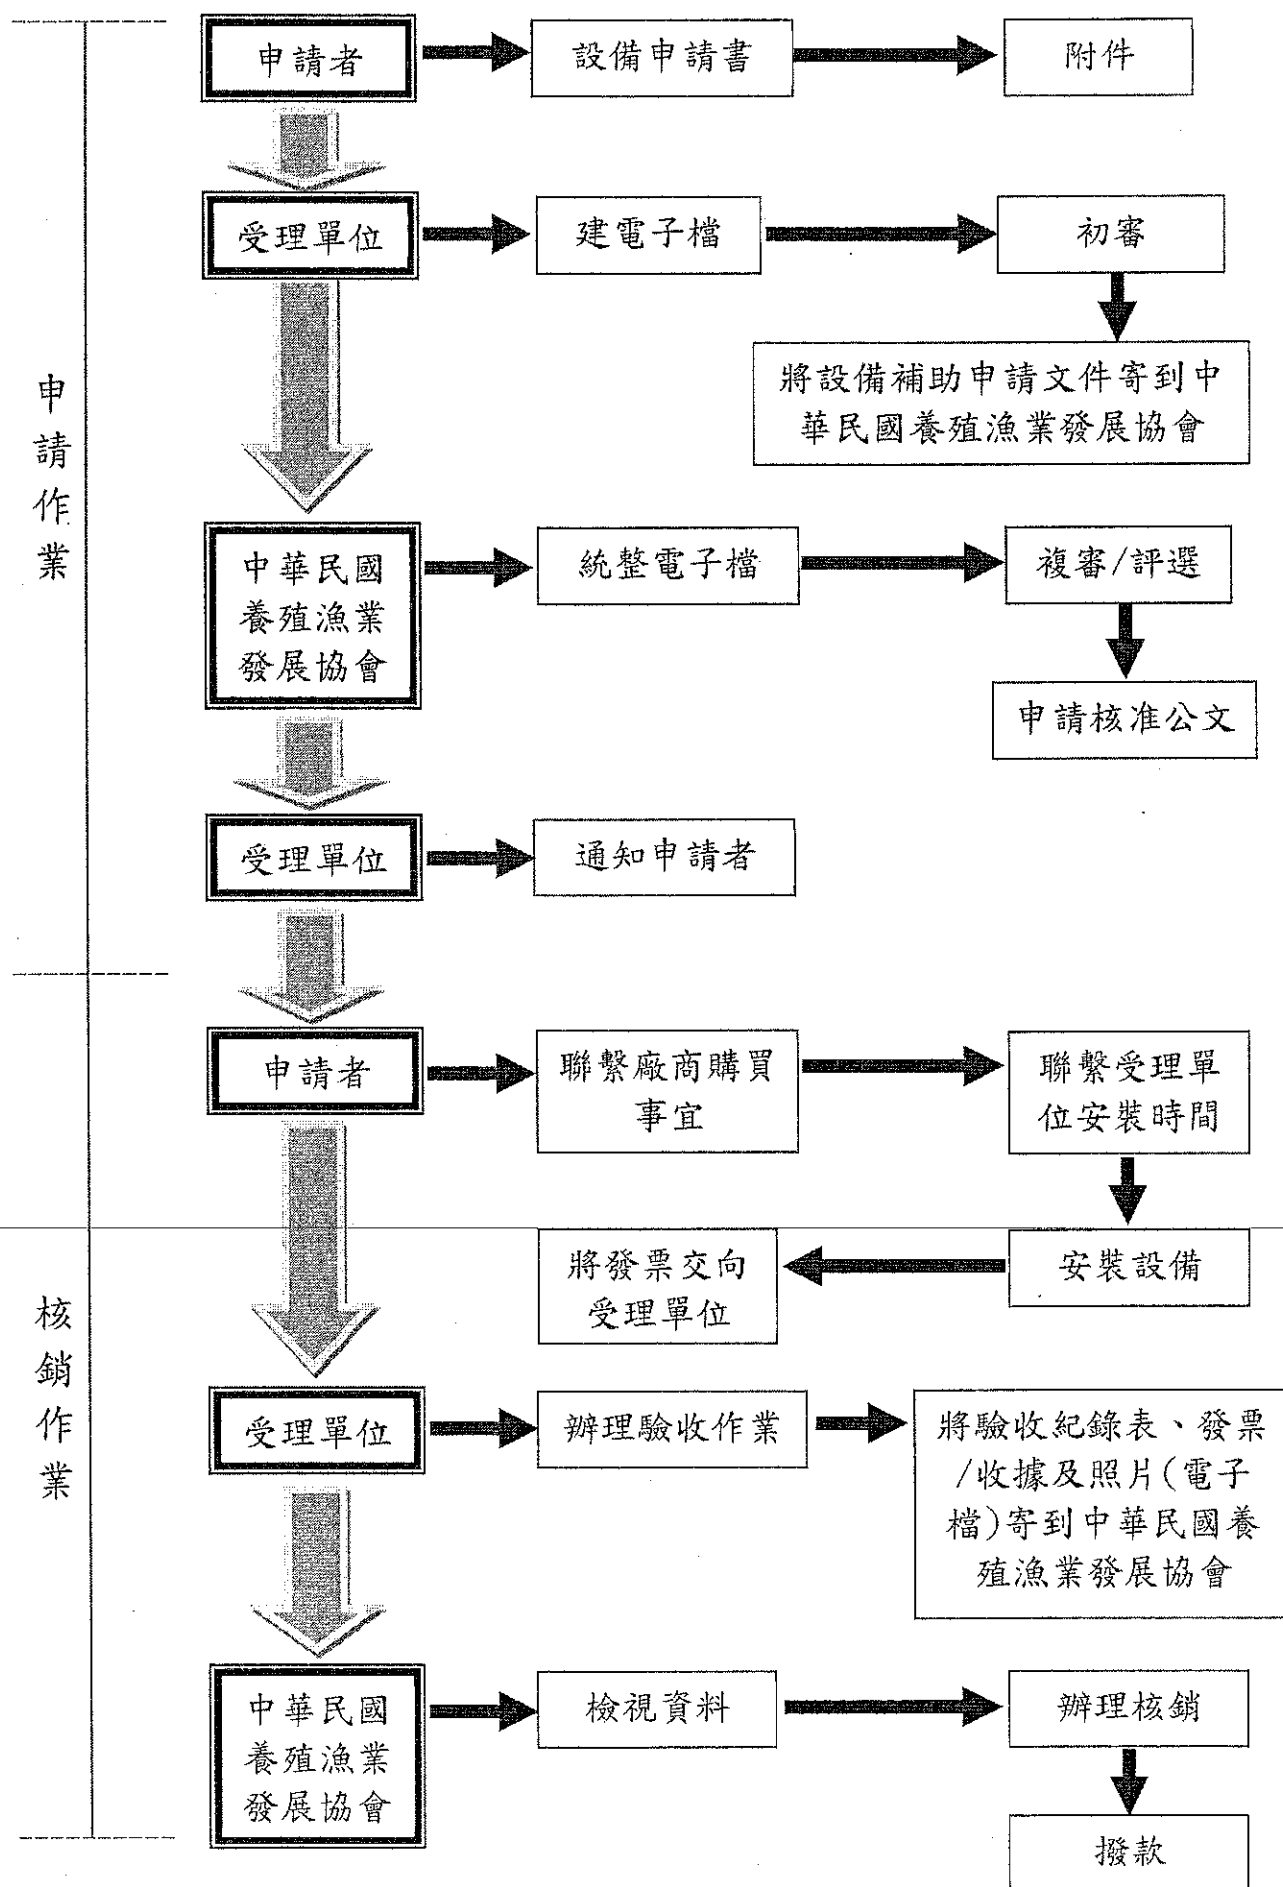 申請作業
申請者
設備申請書
附件
受理單位
建電子檔
初審
將設備補助申請文件寄到中
華民國養殖漁業發展協會
中華民國
養殖漁業
發展協會
統整電子檔
複審/評選
申請核准公文
受理單位
通知申請者
核銷作業
申請者
聯繫廠商購買
事宜
聯繫受理單
位安裝時間
安裝設備
將發票交向
受理單位
受理單位
辦理驗收作業
將驗收紀錄表、發票
/收據及照片(電子
檔)寄到中華民國養
殖漁業發展協會
中華民國
養殖漁業
發展協會
檢視資料
辦理核銷
撥款